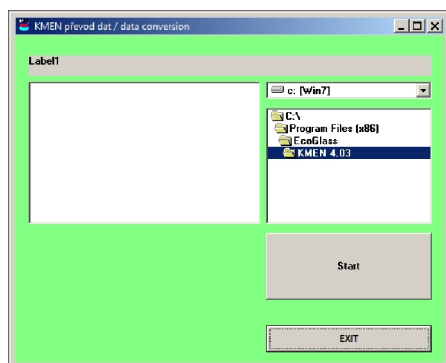 KMEN převod dat / data conversion
Label1
c: [Win7]
C:\
Program Files (x86)
EcoGlass
KMEN 4.03
Start
EXIT